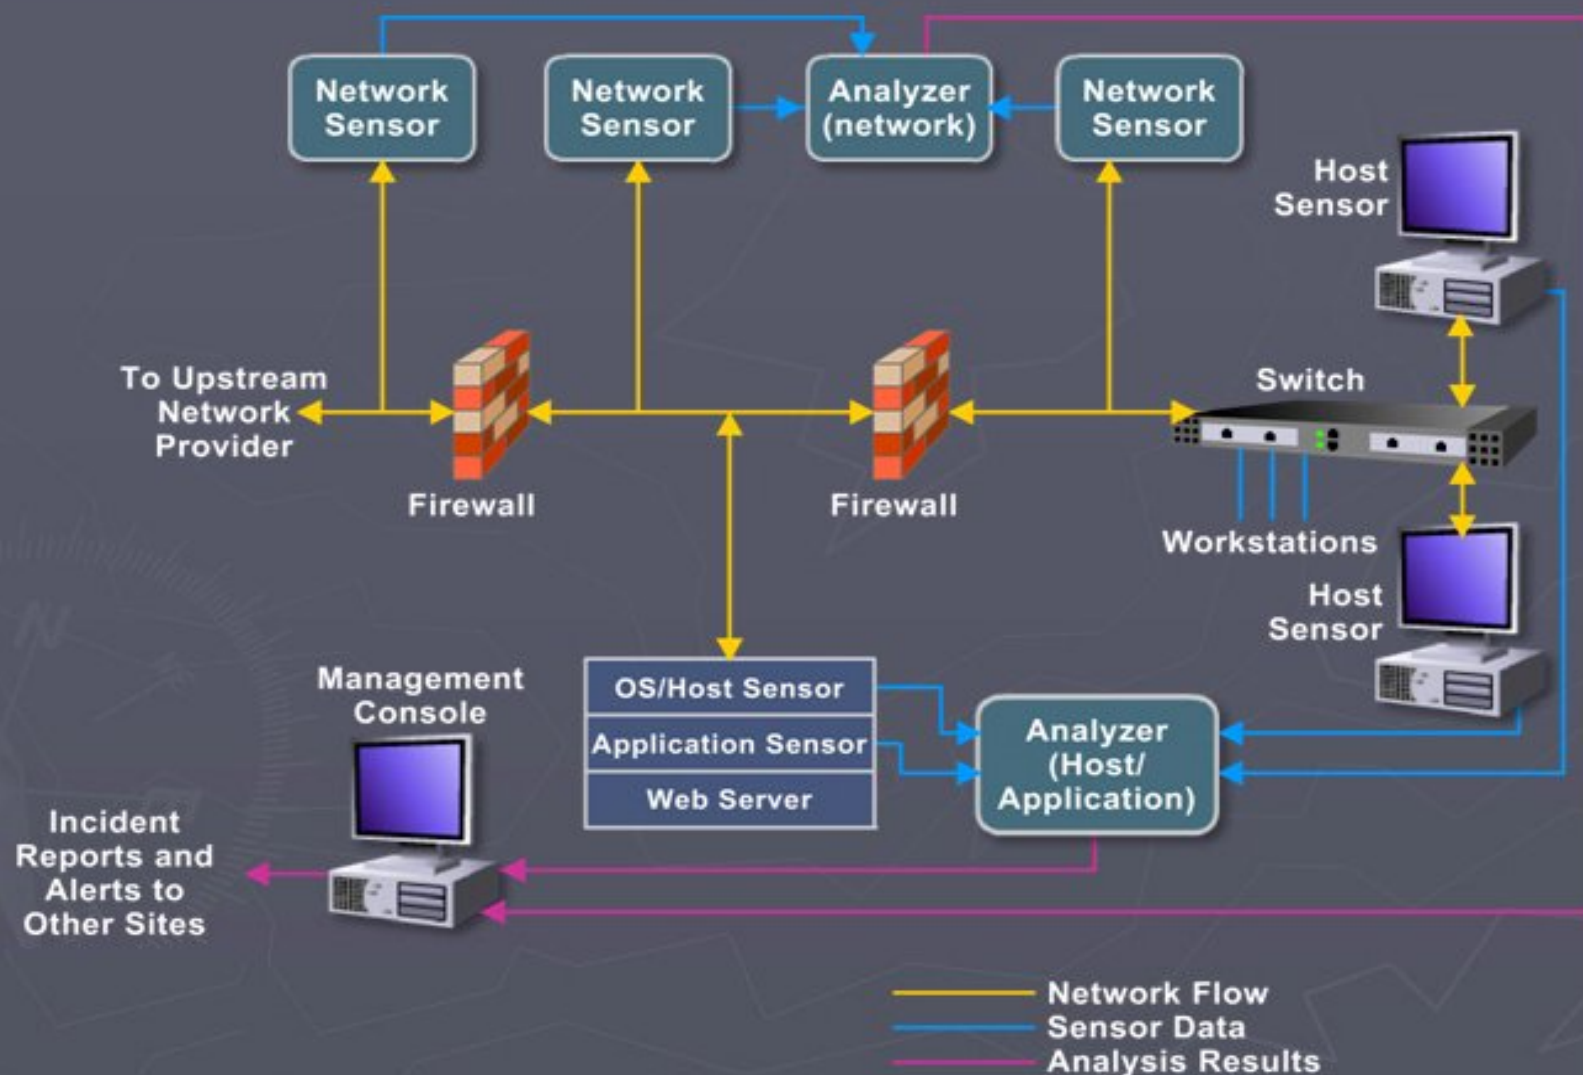 Network
Sensor
Network
Sensor
Analyzer
(network)
Network
Sensor
Host
Sensor
To Upstream
Network
Provider
Firewall
Firewall
Switch
Workstations
Host
Sensor
Management
Console
OS/Host Sensor
Application Sensor
Web Server
Analyzer
(Host/
Application)
Incident
Reports and
Alerts to
Other Sites
Network Flow
Sensor Data
Analysis Results